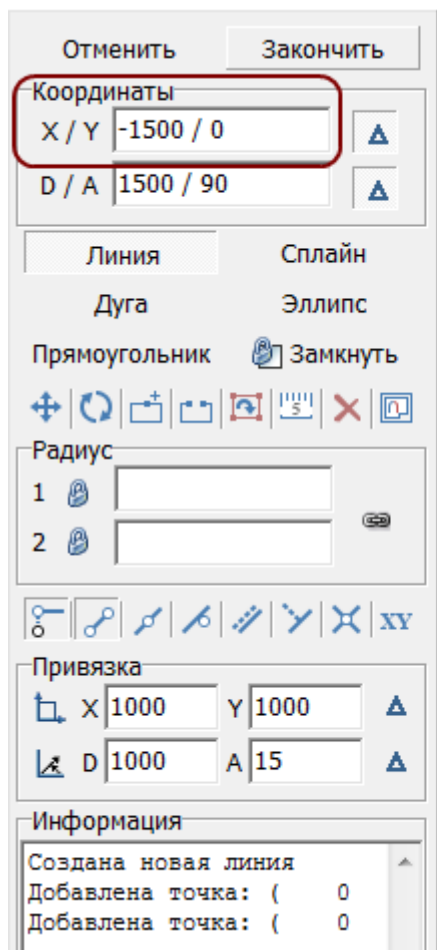 Отменить Закончить
Координаты
X / Y -1500 / 0 Δ
D / A 1500 / 90 Δ
Линия Сплайн
Дуга Эллипс
Прямоугольник Замкнуть
5
Радиус
1
2
XY
Привязка
X 1000 Y 1000 Δ
D 1000 A 15 Δ
Информация
Создана новая линия
Добавлена точка: ( 0
Добавлена точка: ( 0